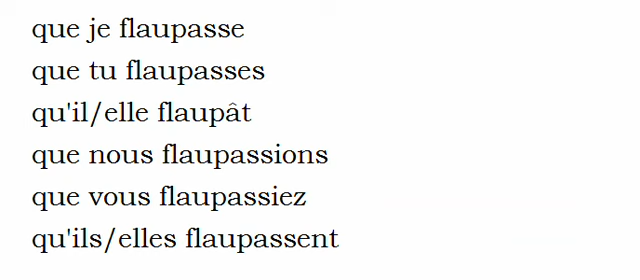 que je flaupasse
que tu flaupasses
qu'il/elle flaupât
que nous flaupassions
que vous flaupassiez
qu'ils/elles flaupassent